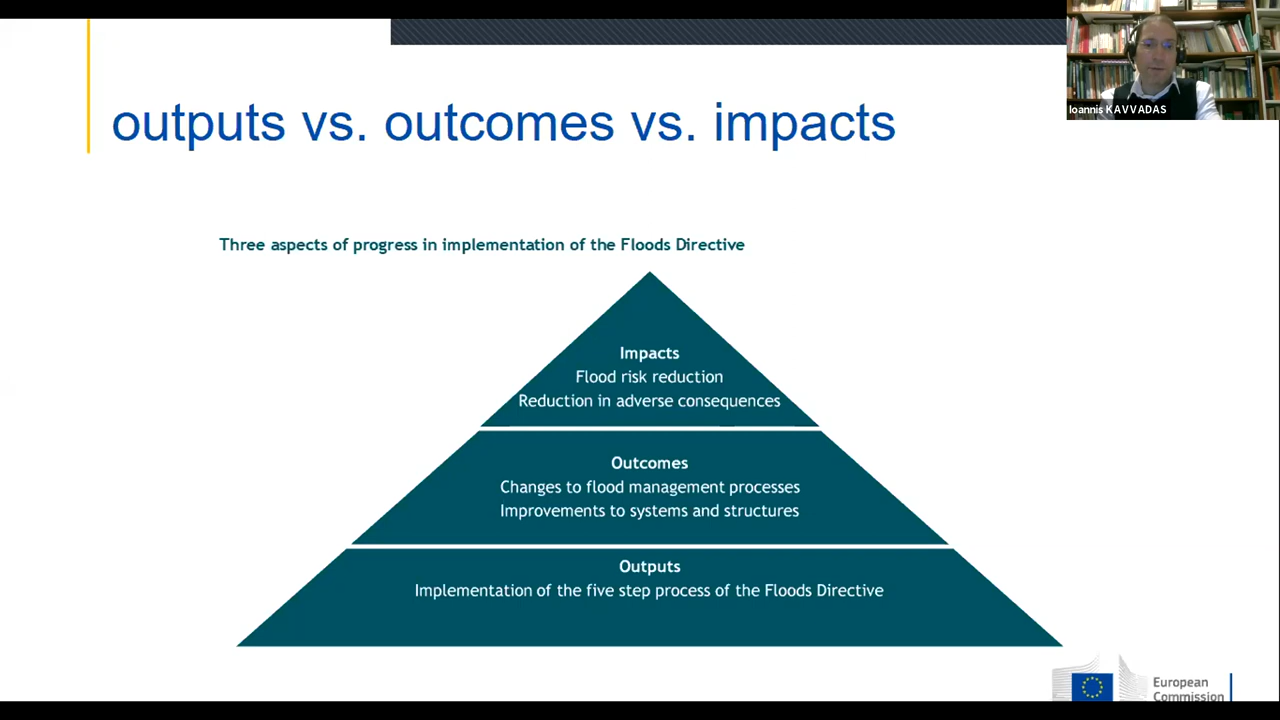 Ioannis KAVVADAS
outputs vs. outcomes vs. impacts
Three aspects of progress in implementation of the Floods Directive
Impacts
Flood risk reduction
Reduction in adverse consequences
Outcomes
Changes to flood management processes
Improvements to systems and structures
Outputs
Implementation of the five step process of the Floods Directive
European
Commission